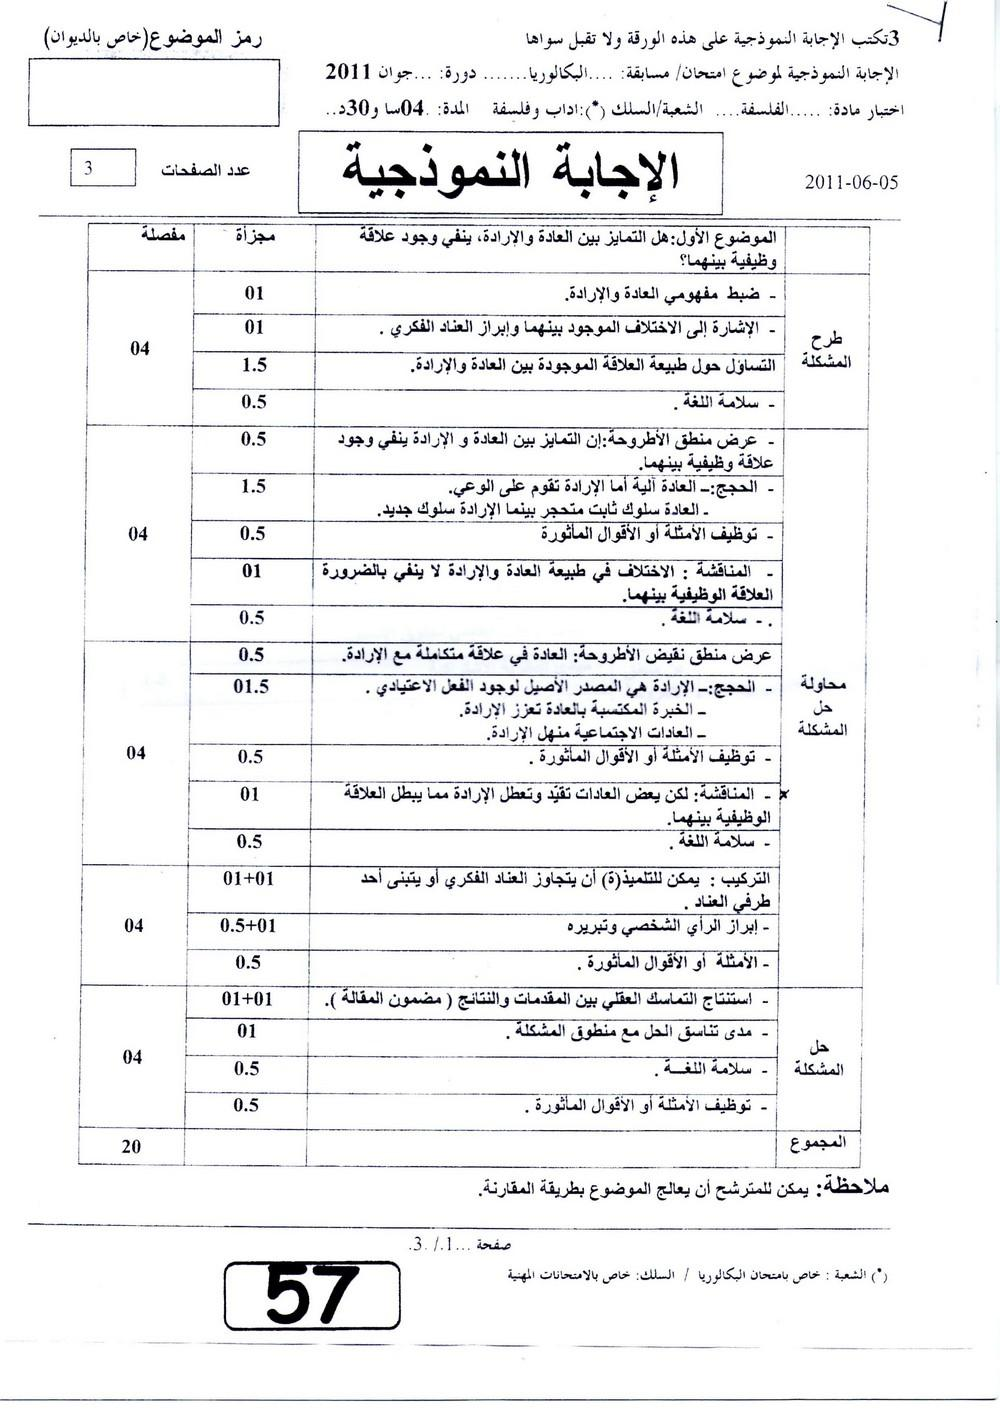 3تكتب الإجابة النموذجية على هذه الورقة ولا تقبل سواها
رمز الموضوع(خاص بالديوان)
الإجابة النموذجية لموضوع امتحان/ مسابقة: ....البكالوريا....... دورة: ...جوان 2011
اختبار مادة: .....الفلسفة.... الشعبة/السلك (*):اداب وفلسفة المدة: .04سا و30د..
الإجابة النموذجية
عدد الصفحات 3
2011-06-05
الموضوع الأول:هل التمايز بين العادة والإرادة، ينفي وجود علاقة مجزأة مفصلة
وظيفية بينهما؟
طرح
المشكلة
- ضبط مفهومي العادة والإرادة. 01
- الإشارة إلى الاختلاف الموجود بينهما وإبراز العناد الفكري . 01
04
التساؤل حول طبيعة العلاقة الموجودة بين العادة والإرادة. 1.5
- سلامة اللغة . 0.5
محاولة
حل
المشكلة
- عرض منطق الأطروحة:إن التمايز بين العادة و الإرادة ينفي وجود 0.5
علاقة وظيفية بينهما.
- الحجج:ـ العادة آلية أما الإرادة تقوم على الوعي. 1.5
ـ العادة سلوك ثابت متحجر بينما الإرادة سلوك جديد.
- توظيف الأمثلة أو الأقوال المأثورة 0.5 04
- المناقشة : الاختلاف في طبيعة العادة والإرادة لا ينفي بالضرورة 01
العلاقة الوظيفية بينهما.
. - سلامة اللغة . 0.5
عرض منطق نقيض الأطروحة: العادة في علاقة متكاملة مع الإرادة. 0.5
- الحجج:ـ الإرادة هي المصدر الأصيل لوجود الفعل الاعتيادي . 01.5
ـ الخبرة المكتسبة بالعادة تعزز الإرادة.
ـ العادات الاجتماعية منهل الإرادة.
- توظيف الأمثلة أو الأقوال المأثورة . 0.5 04
- المناقشة: لكن بعض العادات تقيّد وتعطل الإرادة مما يبطل العلاقة 01
الوظيفية بينهما.
- سلامة اللغة . 0.5
التركيب : يمكن للتلميذ(ة) أن يتجاوز العناد الفكري أو يتبنى أحد 01+01
طرفي العناد .
- إبراز الرأي الشخصي وتبريره 0.5+01 04
- الأمثلة أو الأقوال المأثورة . 0.5
حل
المشكلة
- استنتاج التماسك العقلي بين المقدمات والنتائج ( مضمون المقالة ). 01+01
- مدى تناسق الحل مع منطوق المشكلة . 01
04
- سلامة اللغـــة . 0.5
- توظيف الأمثلة أو الأقوال المأثورة . 0.5
المجموع 20
ملاحظة: يمكن للمترشح أن يعالج الموضوع بطريقة المقارنة.
صفحة ...1./ .3.
(*) الشعبة : خاص بامتحان البكالوريا / السلك: خاص بالامتحانات المهنية
57